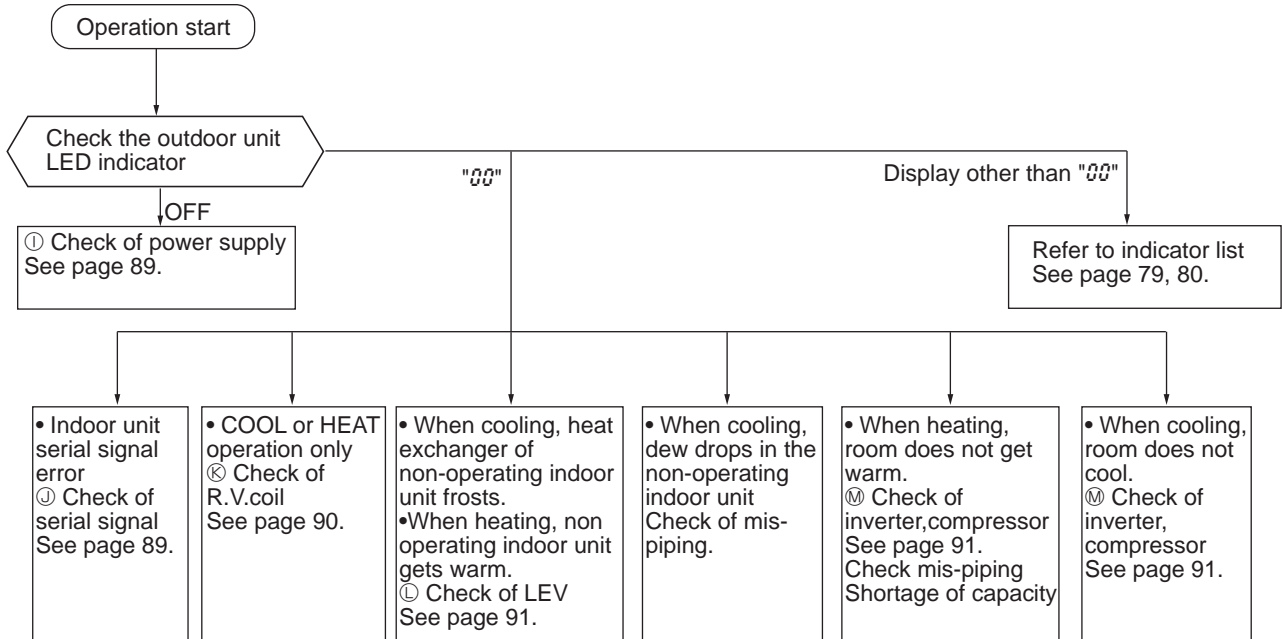 Operation start
Check the outdoor unit
LED indicator
"00"
Display other than "00"
OFF
Ⓘ Check of power supply
See page 89.
Refer to indicator list
See page 79, 80.
• Indoor unit
serial signal
error
Ⓙ Check of
serial signal
See page 89.
• COOL or HEAT
operation only
Ⓚ Check of
R.V.coil
See page 90.
• When cooling, heat
exchanger of
non-operating indoor
unit frosts.
•When heating, non
operating indoor unit
gets warm.
Ⓛ Check of LEV
See page 91.
• When cooling,
dew drops in the
non-operating
indoor unit
Check of mis-
piping.
• When heating,
room does not get
warm.
Ⓜ Check of
inverter,compressor
See page 91.
Check mis-piping
Shortage of capacity
• When cooling,
room does not
cool.
Ⓜ Check of
inverter,
compressor
See page 91.